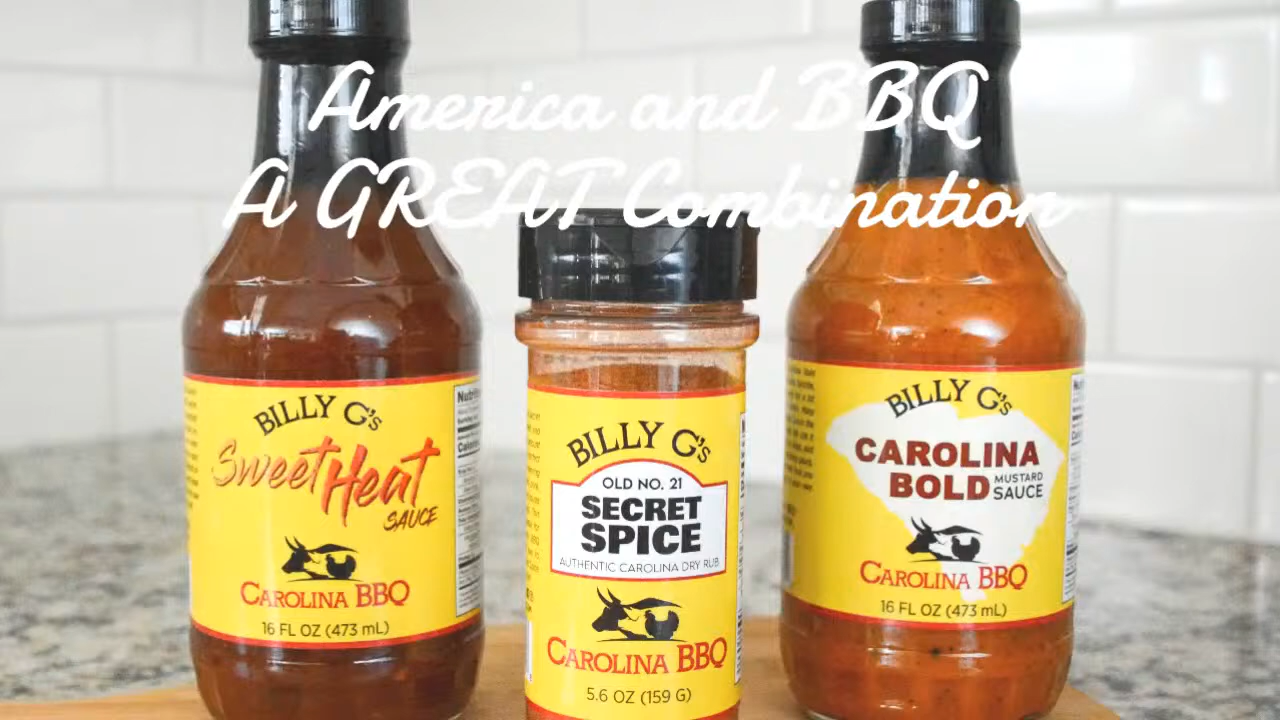 America and BBQ
A GREAT Combination
BILLY G's
Sweet Heat
SAUCE
CAROLINA BBQ
16 FL OZ (473 mL)
BILLY G's
OLD NO. 21
SECRET
SPICE
AUTHENTIC CAROLINA DRY RUB
CAROLINA BBQ
5.6 OZ (159 G)
BILLY G's
CAROLINA
BOLD MUSTARD SAUCE
CAROLINA BBQ
16 FL OZ (473 mL)